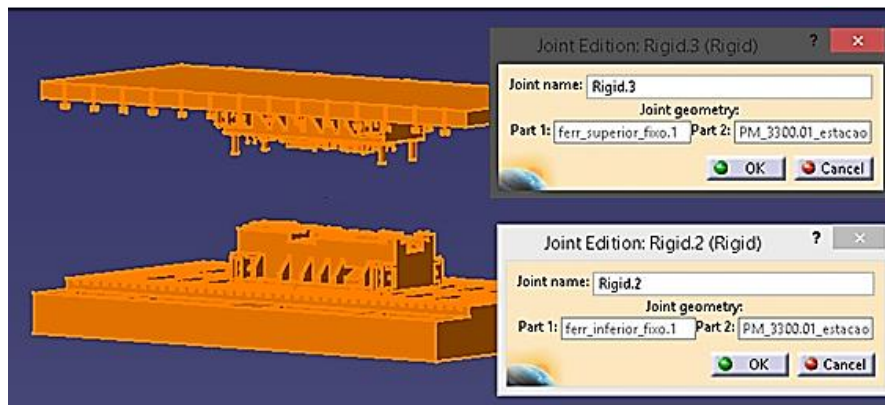 Joint Edition: Rigid.3 (Rigid) ? ×
Joint name: Rigid.3
Joint geometry:
Part 1: ferr_superior_fixo.1 Part 2: PM_3300.01_estacao
OK Cancel
Joint Edition: Rigid.2 (Rigid) ? ×
Joint name: Rigid.2
Joint geometry:
Part 1: ferr_inferior_fixo.1 Part 2: PM_3300.01_estacao
OK Cancel